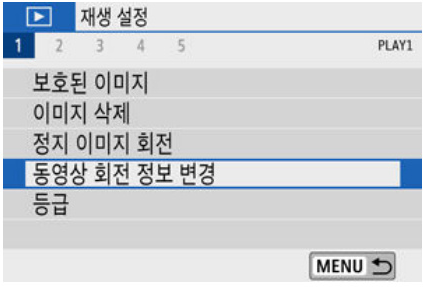 재생 설정
1 2 3 4 5 PLAY1
보호된 이미지
이미지 삭제
정지 이미지 회전
동영상 회전 정보 변경
등급
MENU